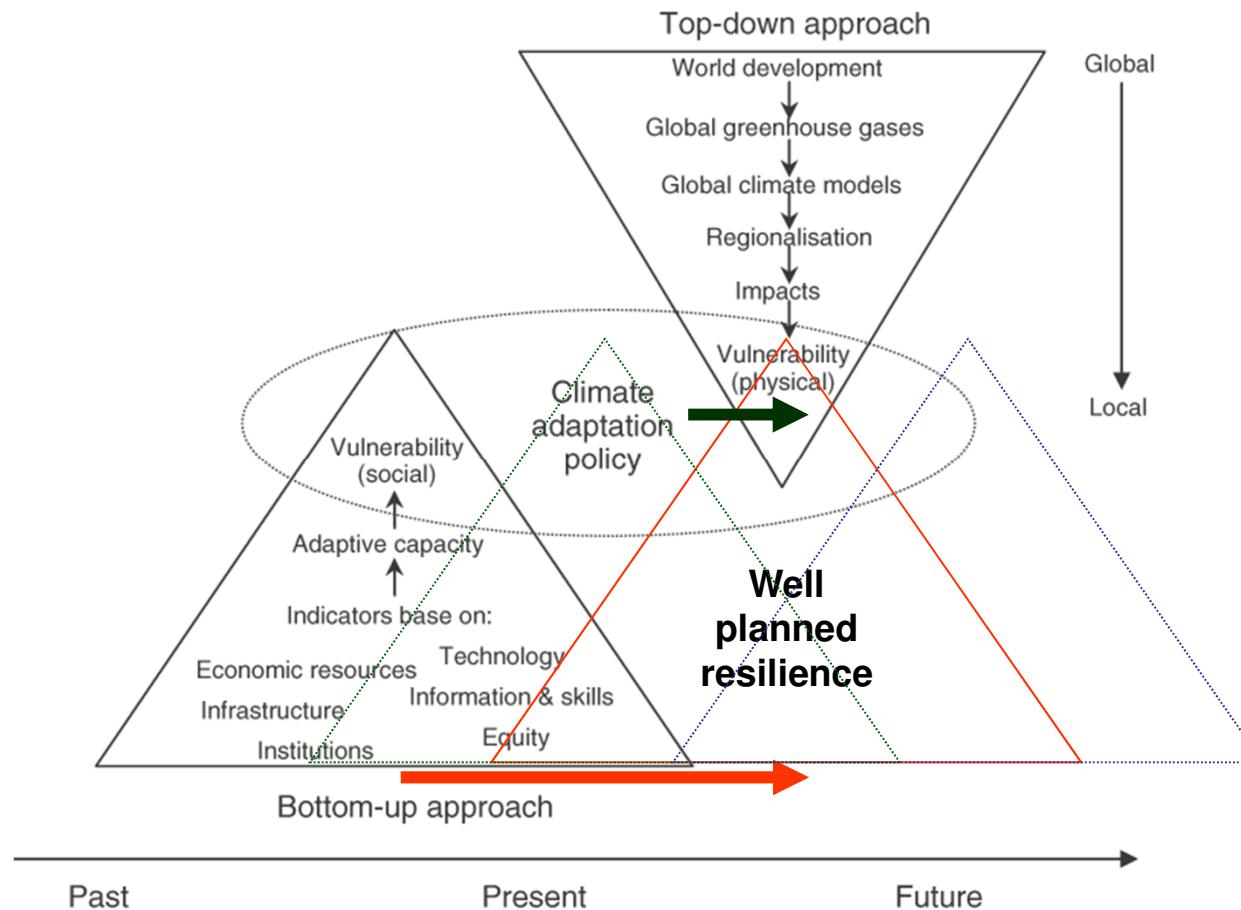 Top-down approach
World development
Global
Global greenhouse gases
Global climate models
Regionalisation
Impacts
Vulnerability
(physical)
Local
Climate
adaptation
policy
Vulnerability
(social)
Adaptive capacity
Indicators base on:
Economic resources
Technology
Infrastructure
Information & skills
Institutions
Equity
Well
planned
resilience
Bottom-up approach
Past
Present
Future